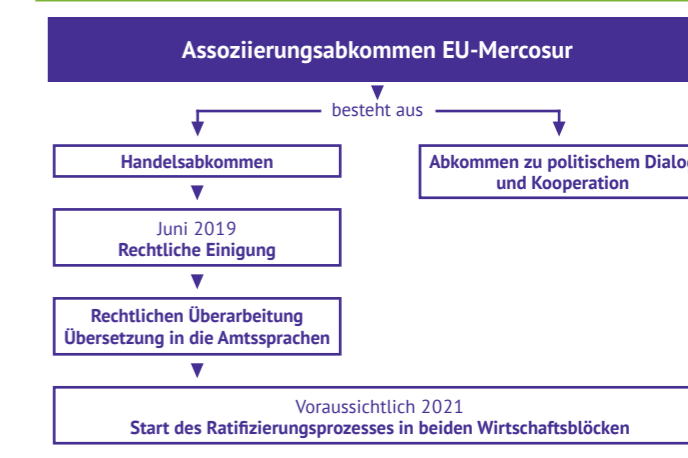 Assoziierungsabkommen EU-Mercosur
besteht aus
Handelsabkommen
Abkommen zu politischem Dialog
und Kooperation
Juni 2019
Rechtliche Einigung
Rechtlichen Überarbeitung
Übersetzung in die Amtssprachen
Voraussichtlich 2021
Start des Ratifizierungsprozesses in beiden Wirtschaftsblöcken